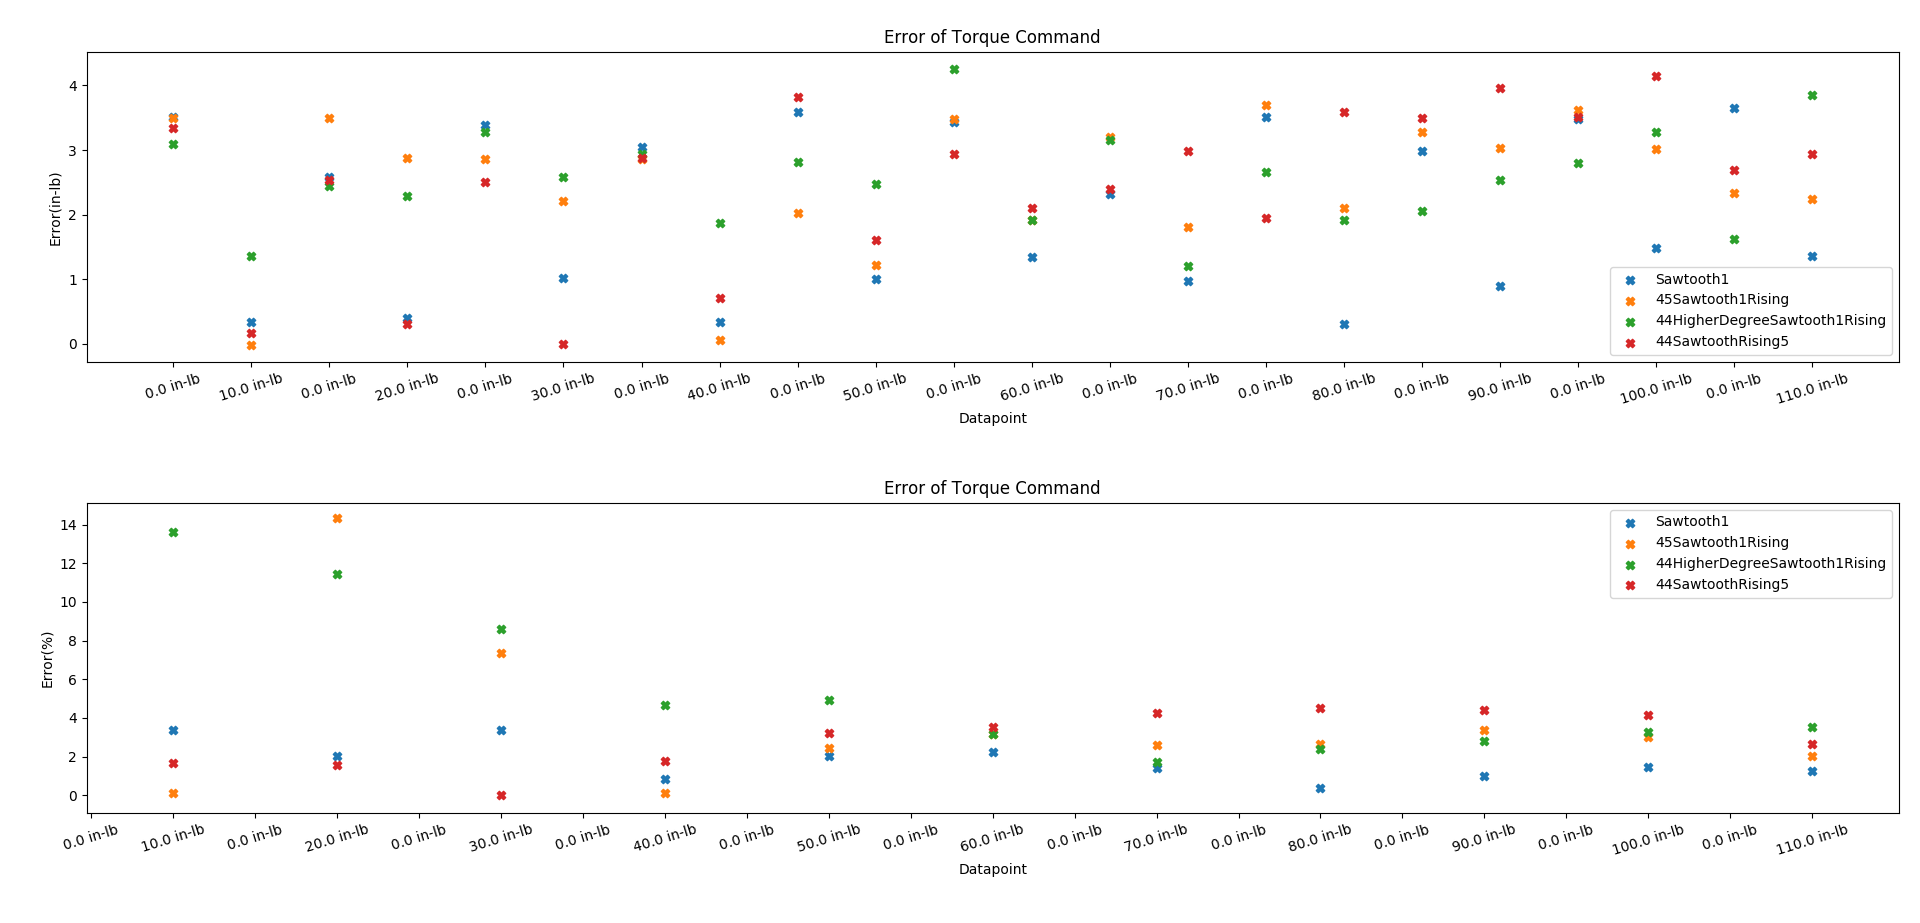 Error of Torque Command
Error(in-lb)
4
3
2
1
0
Sawtooth1
45Sawtooth1Rising
44HigherDegreeSawtooth1Rising
44SawtoothRising5
0.0 in-lb 10.0 in-lb 0.0 in-lb 20.0 in-lb 0.0 in-lb 30.0 in-lb 0.0 in-lb 40.0 in-lb 0.0 in-lb 50.0 in-lb 0.0 in-lb 60.0 in-lb 0.0 in-lb 70.0 in-lb 0.0 in-lb 80.0 in-lb 0.0 in-lb 90.0 in-lb 0.0 in-lb 100.0 in-lb 0.0 in-lb 110.0 in-lb
Datapoint
Error of Torque Command
Error(%)
14
12
10
8
6
4
2
0
Sawtooth1
45Sawtooth1Rising
44HigherDegreeSawtooth1Rising
44SawtoothRising5
0.0 in-lb 10.0 in-lb 0.0 in-lb 20.0 in-lb 0.0 in-lb 30.0 in-lb 0.0 in-lb 40.0 in-lb 0.0 in-lb 50.0 in-lb 0.0 in-lb 60.0 in-lb 0.0 in-lb 70.0 in-lb 0.0 in-lb 80.0 in-lb 0.0 in-lb 90.0 in-lb 0.0 in-lb 100.0 in-lb 0.0 in-lb 110.0 in-lb
Datapoint